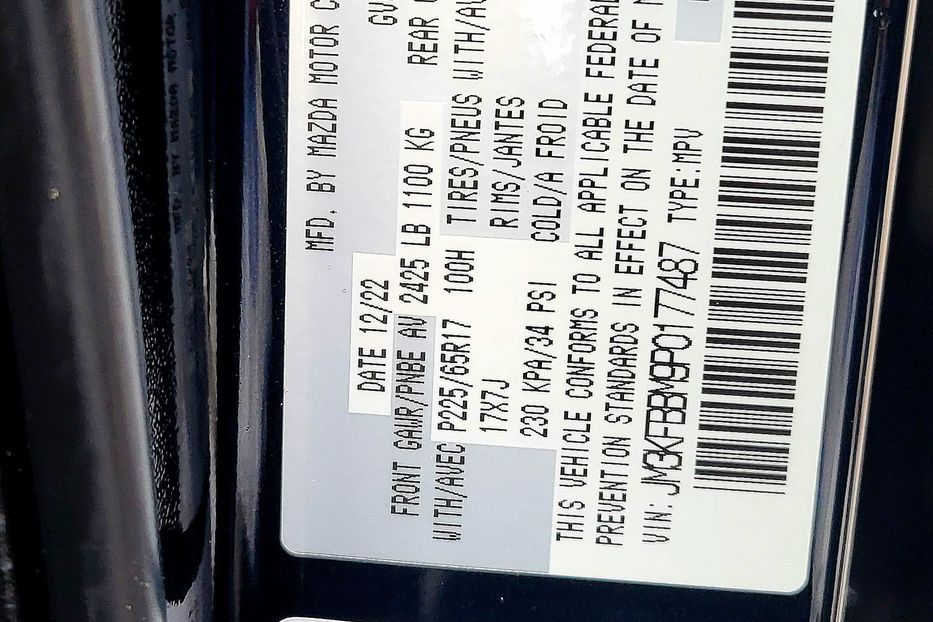 MFD. BY MAZDA MOTOR C
DATE 12/22
GV
FRONT GAWR/PNBE AV 2425 LB 1100 KG
REAR
WITH/AVEC P225/65R17 100H TIRES/PNEUS WITH/AV
17X7J RIMS/JANTES
230 KPA/34 PSI COLD/A FROID
THIS VEHICLE CONFORMS TO ALL APPLICABLE FEDERAL
PREVENTION STANDARDS IN EFFECT ON THE DATE OF M
VIN: JM3KFBBM9P0177487 TYPE:MPV